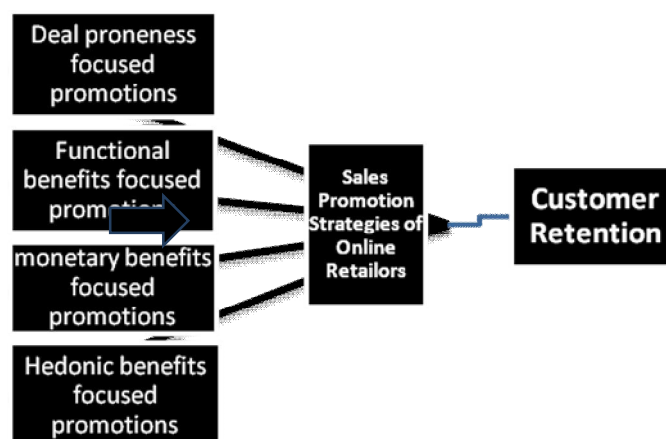 Deal proneness
focused
promotions
Functional
benefits focused
monetary benefits
focused
promotions
Hedonic benefits
focused
promotions
Sales
Promotion
Strategies of
Online
Retailors
Customer
Retention